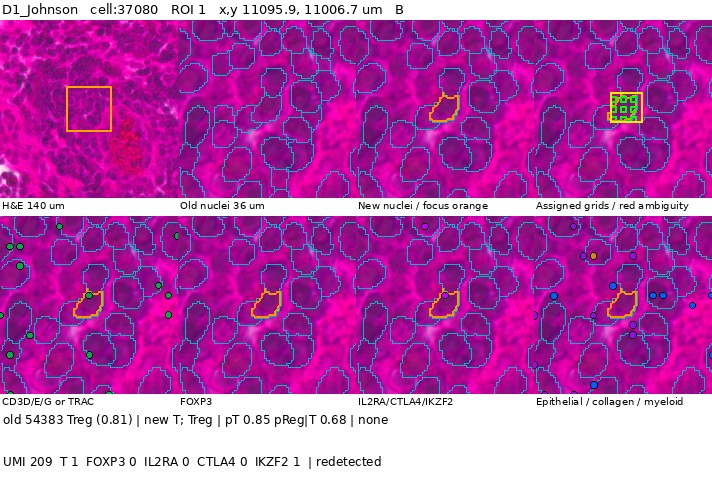 D1_Johnson   cell:37080   ROI 1   x,y 11095.9, 11006.7 um   B
H&E 140 um
Old nuclei 36 um
New nuclei / focus orange
Assigned grids / red ambiguity
CD3D/E/G or TRAC
FOXP3
IL2RA/CTLA4/IKZF2
Epithelial / collagen / myeloid
old 54383 Treg (0.81) | new T; Treg | pT 0.85 pReg|T 0.68 | none
UMI 209  T 1  FOXP3 0  IL2RA 0  CTLA4 0  IKZF2 1  | redetected